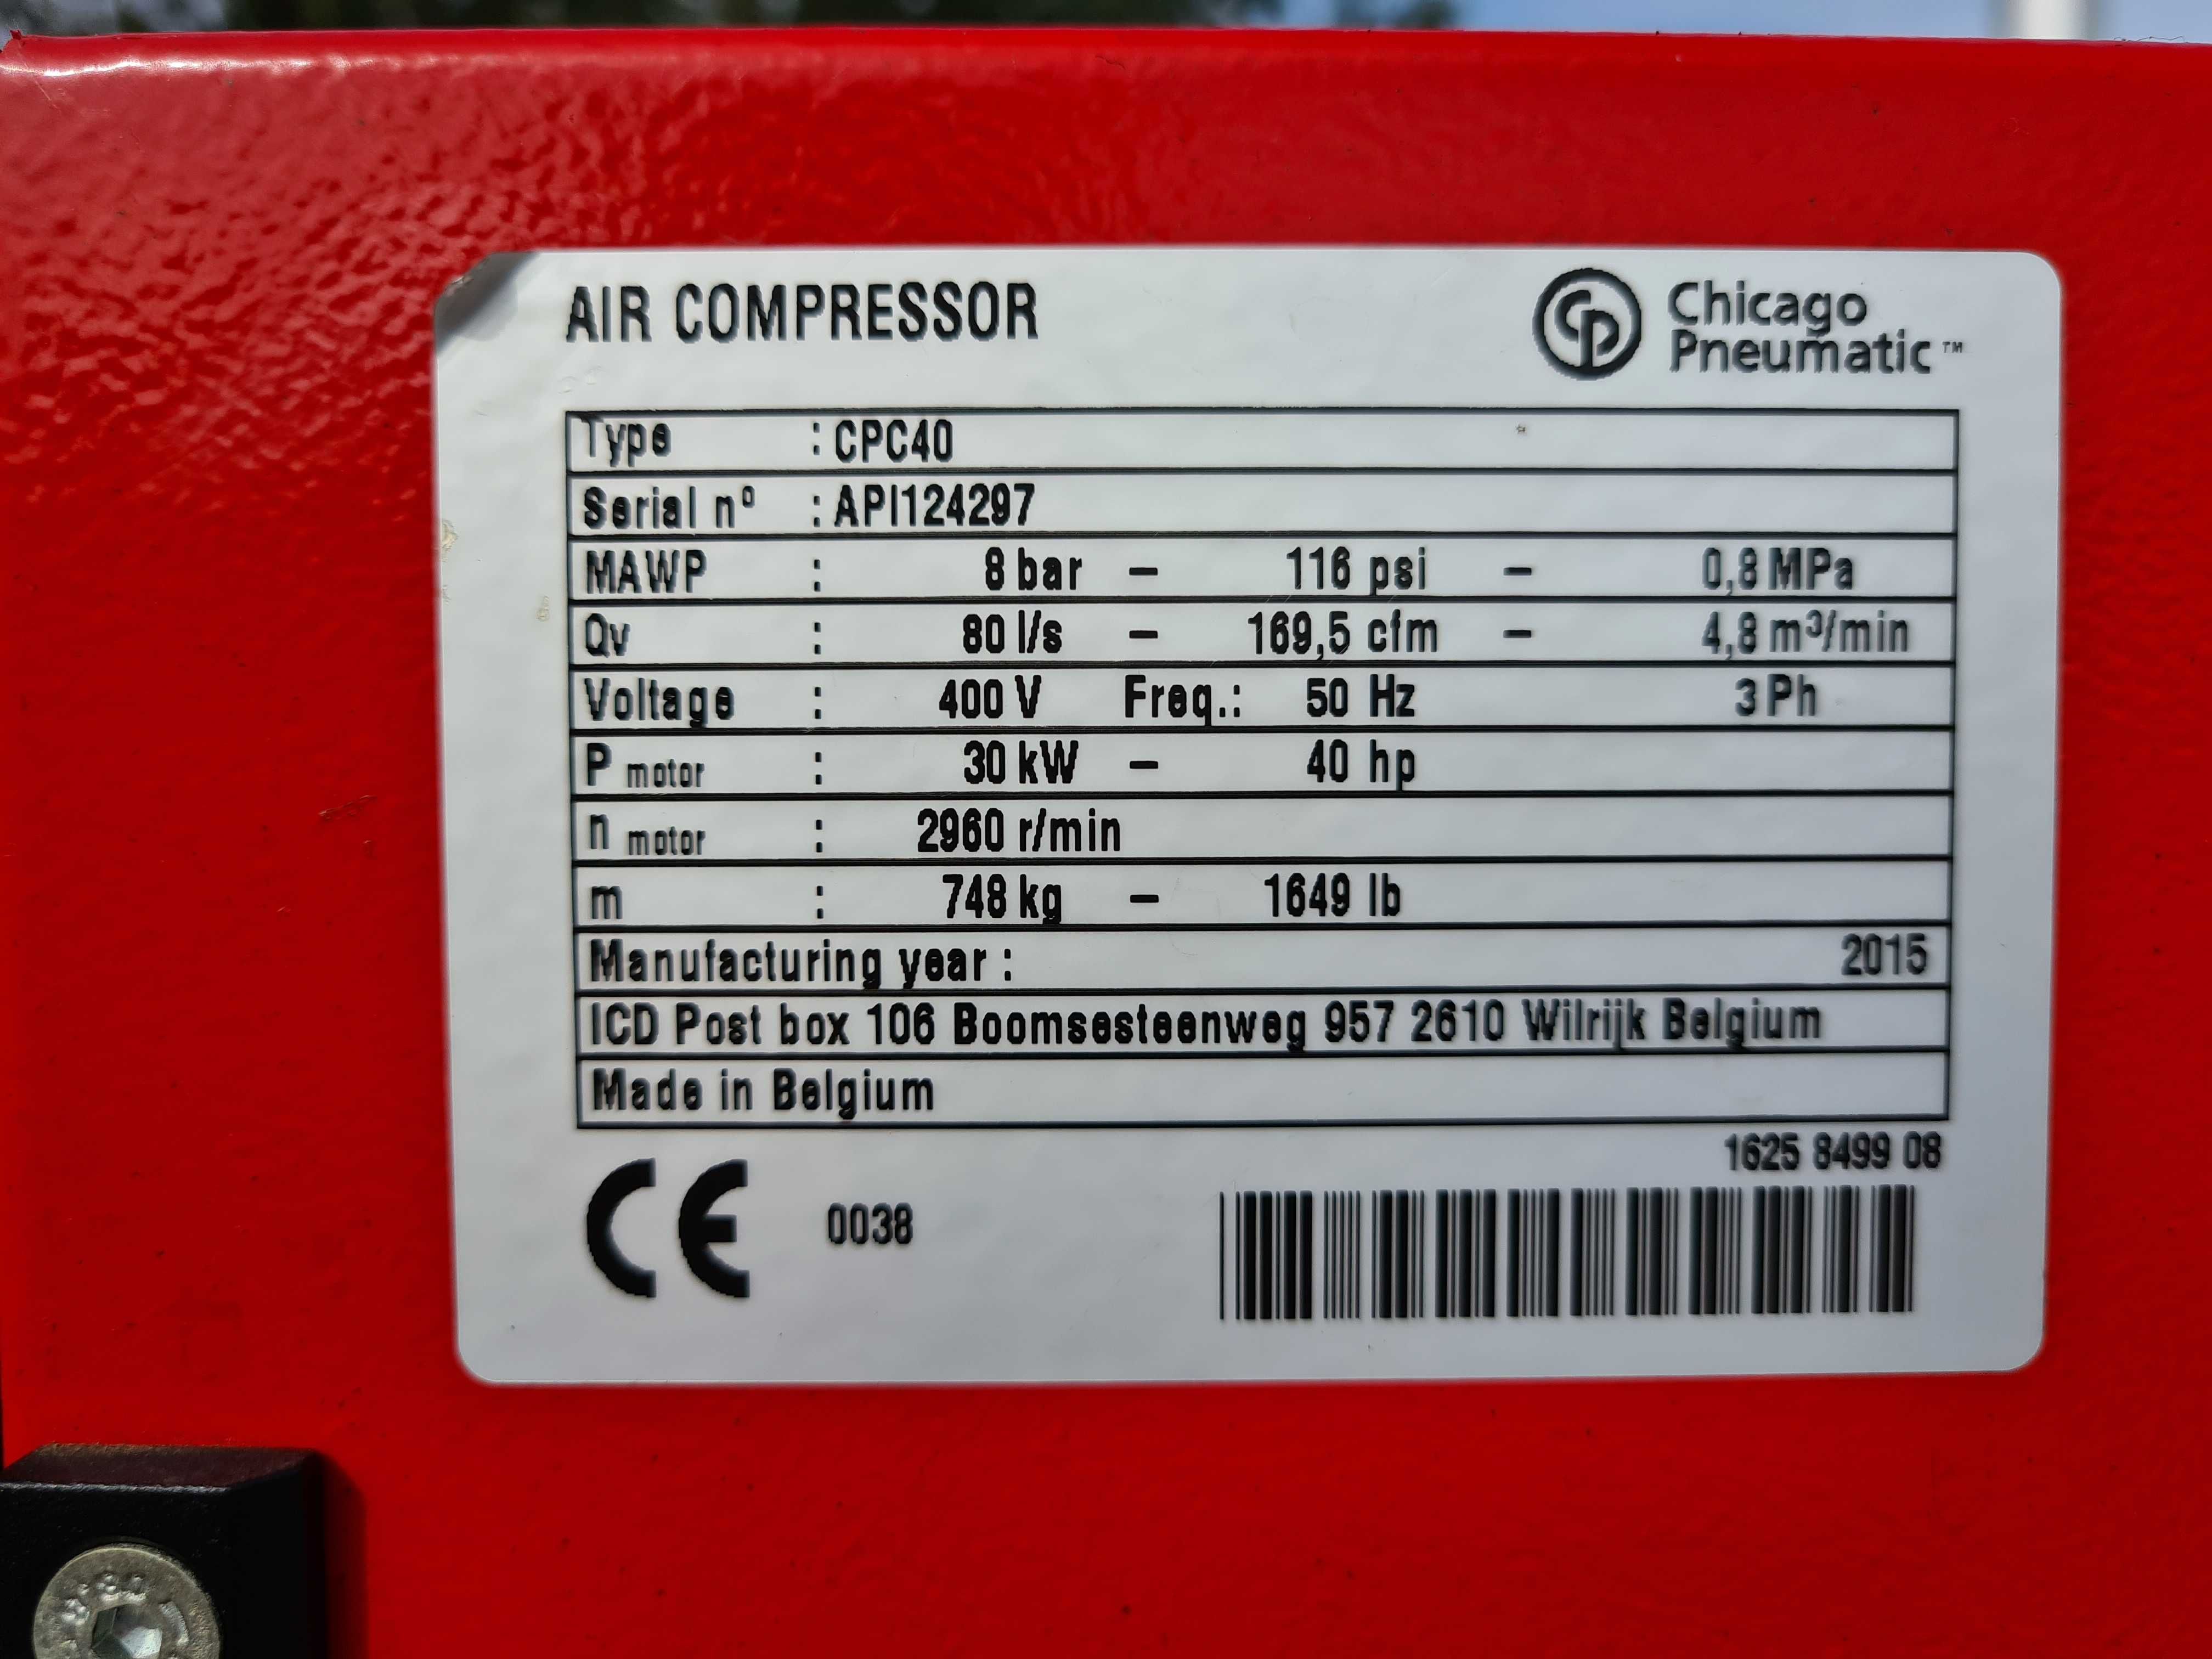 AIR COMPRESSOR
Chicago
Pneumatic™
Type : CPC40
Serial nº : API124297
MAWP : 8 bar – 116 psi – 0,8 MPa
Qv : 80 l/s – 169,5 cfm – 4,8 m³/min
Voltage : 400 V Freq.: 50 Hz 3 Ph
P motor : 30 kW – 40 hp
n motor : 2960 r/min
m : 748 kg – 1649 lb
Manufacturing year : 2015
ICD Post box 106 Boomsesteenweg 957 2610 Wilrijk Belgium
Made in Belgium
1625 8499 08
CE 0038